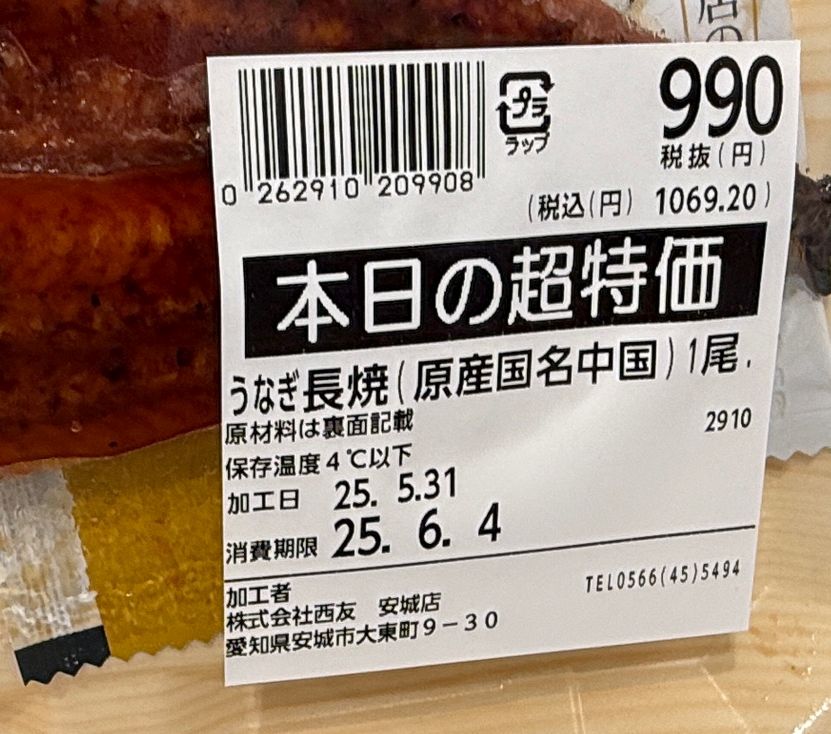 店の
プラ
ラップ
990
税抜(円)
0 262910 209908
(税込(円) 1069.20)
本日の超特価
うなぎ長焼(原産国名中国)1尾.
原材料は裏面記載
2910
保存温度4℃以下
加工日 25. 5.31
消費期限 25. 6. 4
加工者
TEL0566(45)5494
株式会社西友 安城店
愛知県安城市大東町9-30